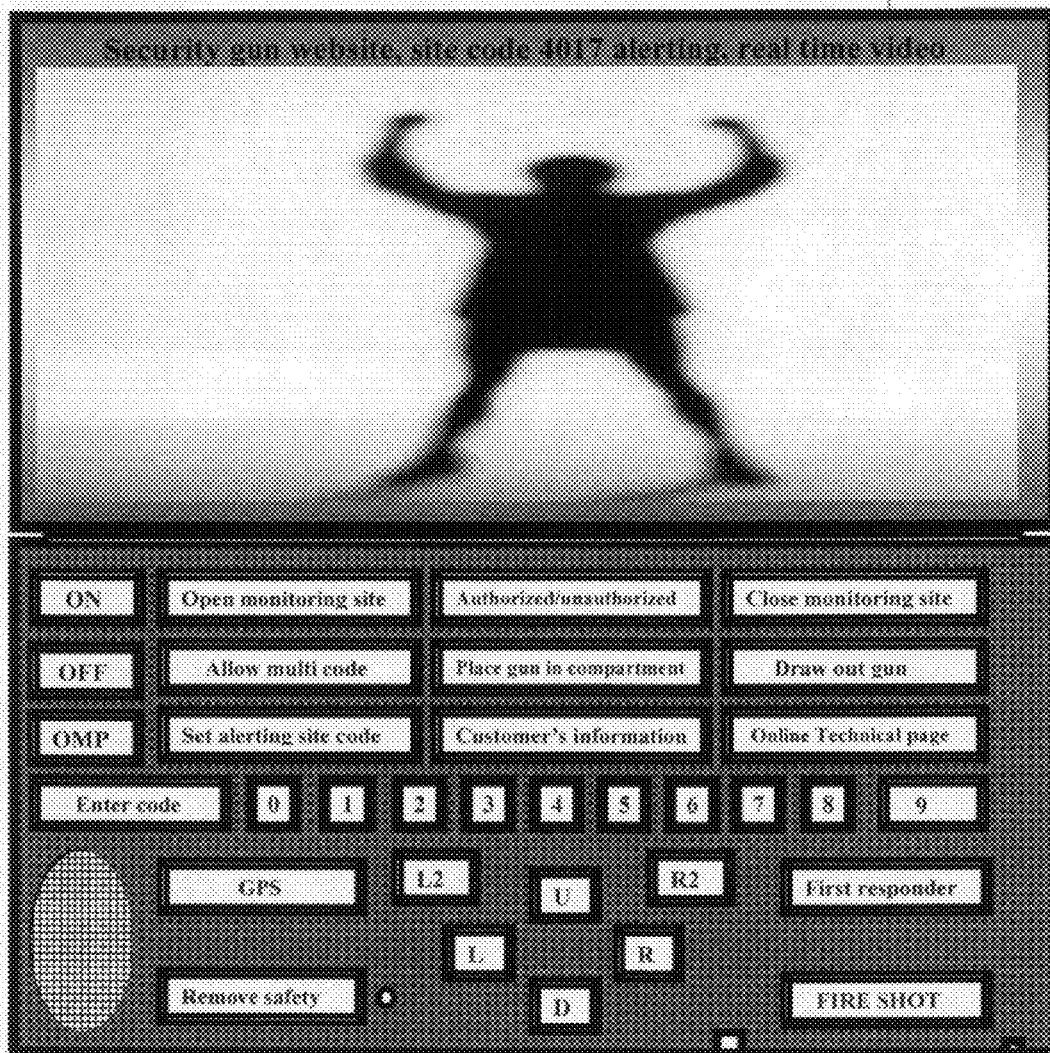 Security gun website, site code 4017 alerting, real time video
ON Open monitoring site Authorized/unauthorized Close monitoring site
OFF Allow multi code Place gun in compartment Draw out gun
OMP Set alerting site code Customer's information Online Technical page
Enter code 0 1 2 3 4 5 6 7 8 9
GPS L2 U R2 First responder
L R
Remove safety D FIRE SHOT